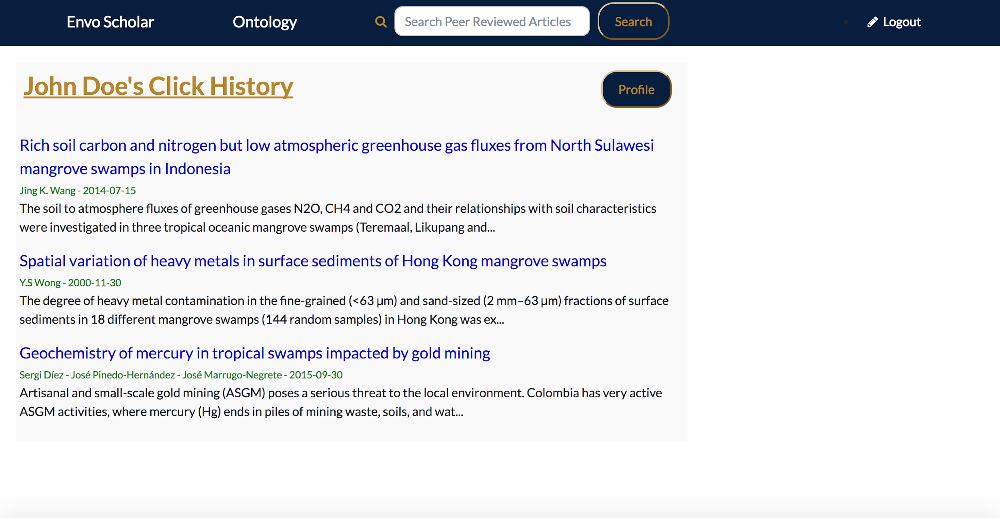 Envo Scholar
Ontology
Search Peer Reviewed Articles
Search
Logout
John Doe's Click History
Profile
Rich soil carbon and nitrogen but low atmospheric greenhouse gas fluxes from North Sulawesi
mangrove swamps in Indonesia
Jing K. Wang - 2014-07-15
The soil to atmosphere fluxes of greenhouse gases N2O, CH4 and CO2 and their relationships with soil characteristics
were investigated in three tropical oceanic mangrove swamps (Teremaal, Likupang and...
Spatial variation of heavy metals in surface sediments of Hong Kong mangrove swamps
Y.S Wong - 2000-11-30
The degree of heavy metal contamination in the fine-grained (<63 μm) and sand-sized (2 mm–63 μm) fractions of surface
sediments in 18 different mangrove swamps (144 random samples) in Hong Kong was ex...
Geochemistry of mercury in tropical swamps impacted by gold mining
Sergi Díez - José Pinedo-Hernández - José Marrugo-Negrete - 2015-09-30
Artisanal and small-scale gold mining (ASGM) poses a serious threat to the local environment. Colombia has very active
ASGM activities, where mercury (Hg) ends in piles of mining waste, soils, and wat...